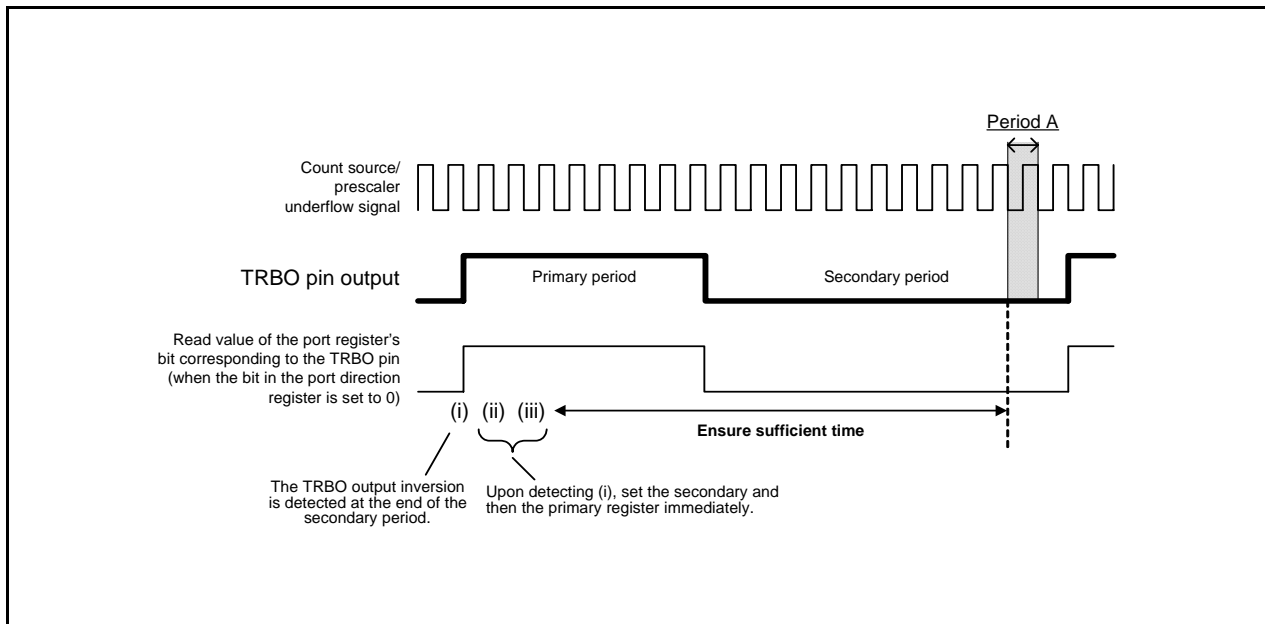 Period A
Count source/
prescaler
underflow signal
TRBO pin output
Primary period
Secondary period
Read value of the port register's
bit corresponding to the TRBO pin
(when the bit in the port direction
register is set to 0)
(i) (ii) (iii)
Ensure sufficient time
The TRBO output inversion
is detected at the end of the
secondary period.
Upon detecting (i), set the secondary and
then the primary register immediately.